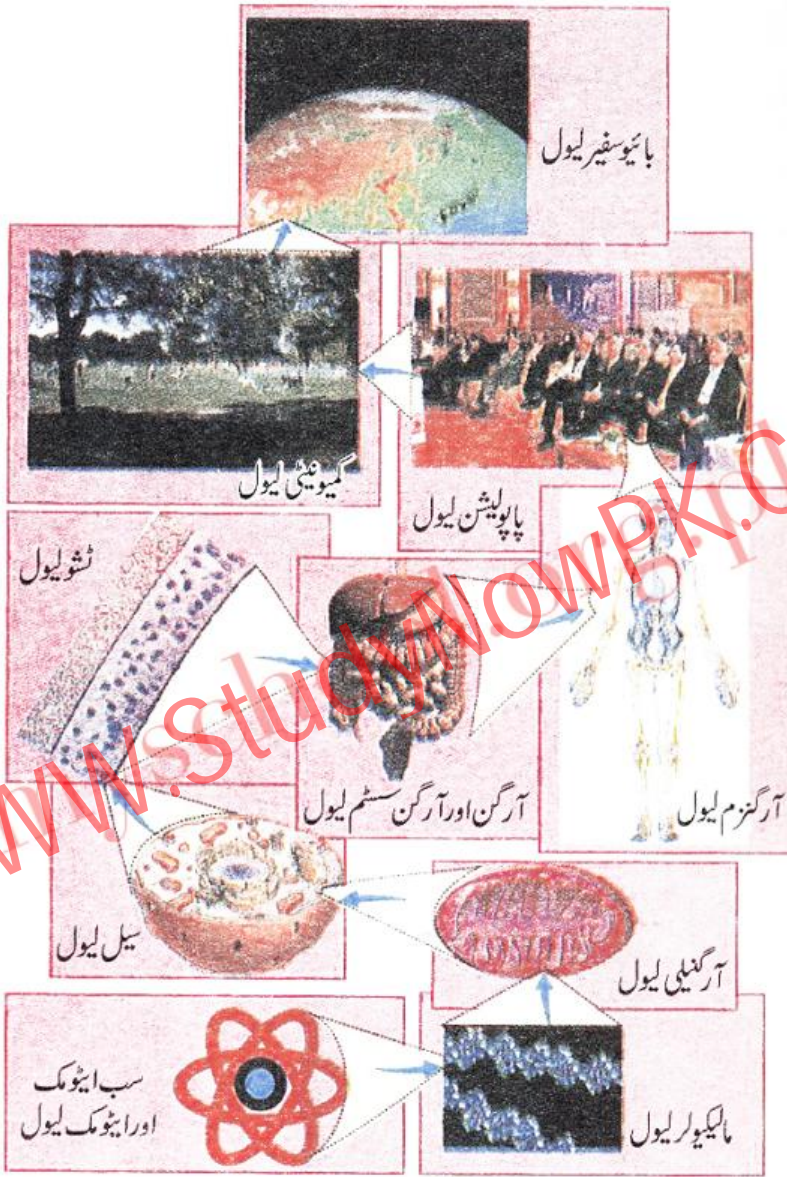 بائیوسفیر لیول
کمیونیٹی لیول
پاپولیشن لیول
ٹشو لیول
آرگن اور آرگن سسٹم لیول
آرگنزم لیول
سیل لیول
آرگنیلی لیول
سب ایٹومک
اور ایٹومک لیول
مالیکیولر لیول
www.StudyNowPK.C